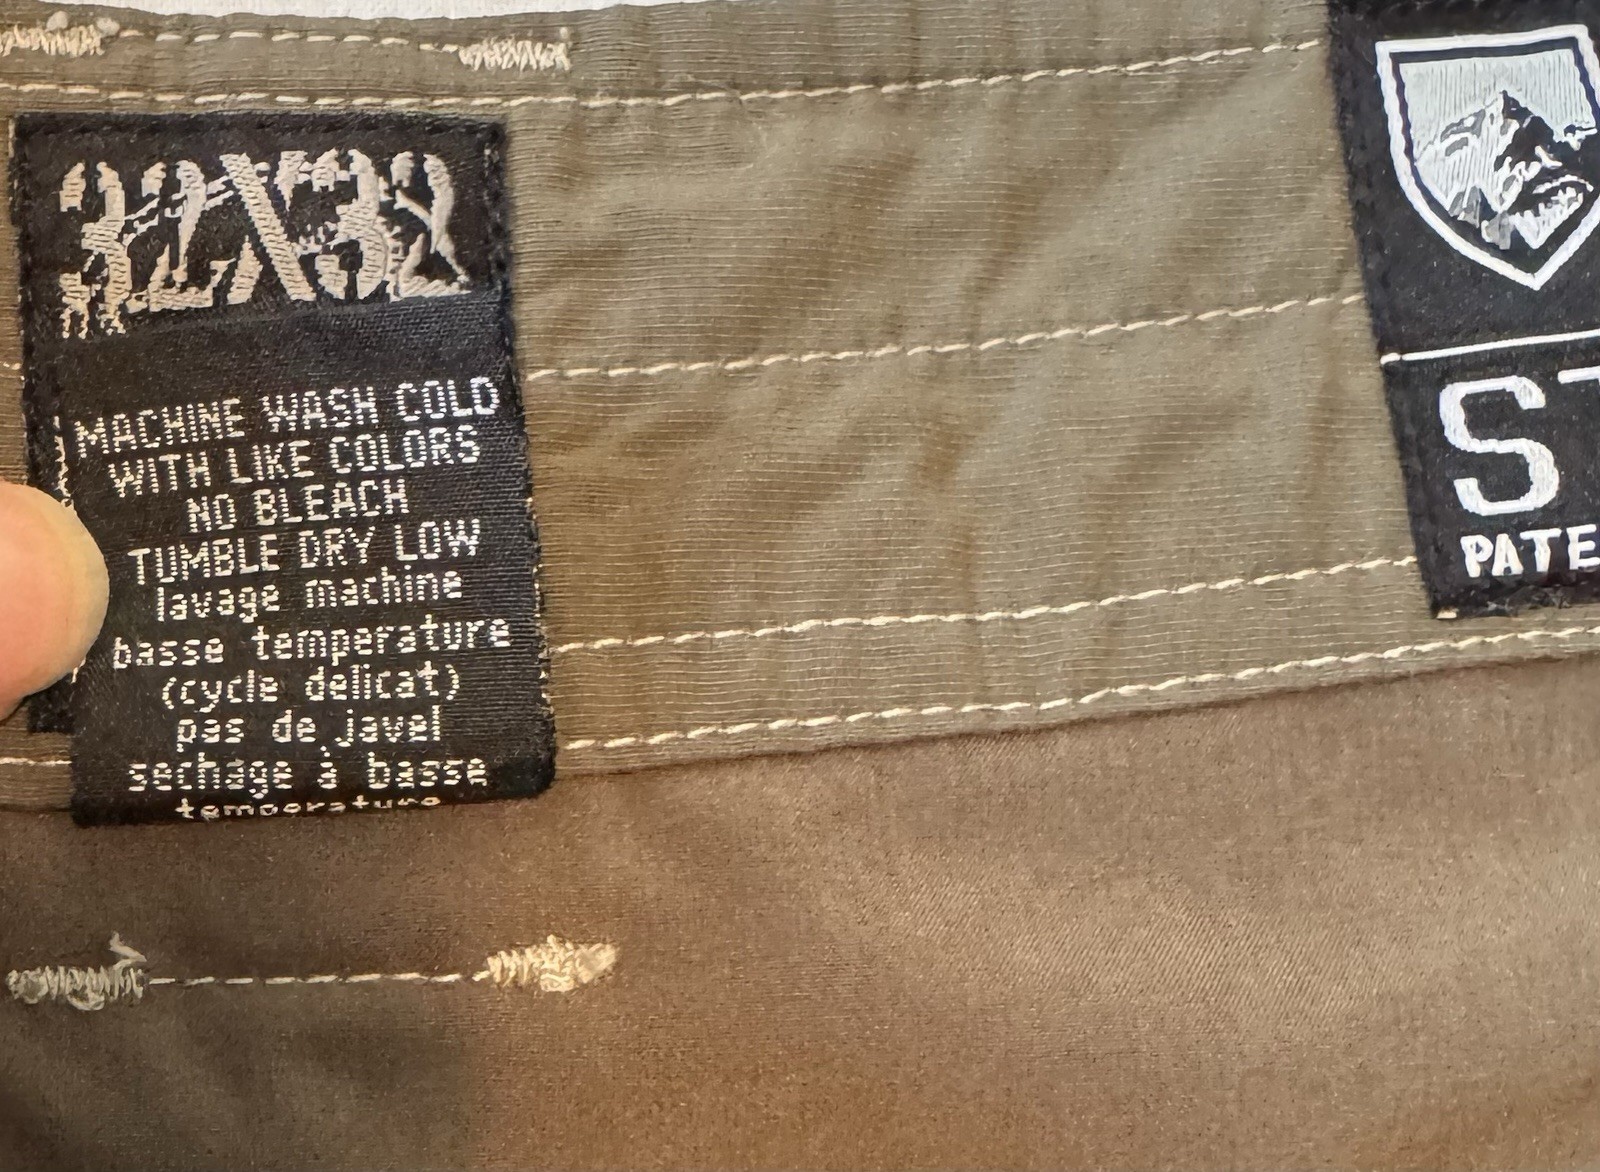 32X32
MACHINE WASH COLD
WITH LIKE COLORS
NO BLEACH
TUMBLE DRY LOW
lavage machine
basse temperature
(cycle delicat)
pas de javel
sechage à basse
temperature
ST
PATE